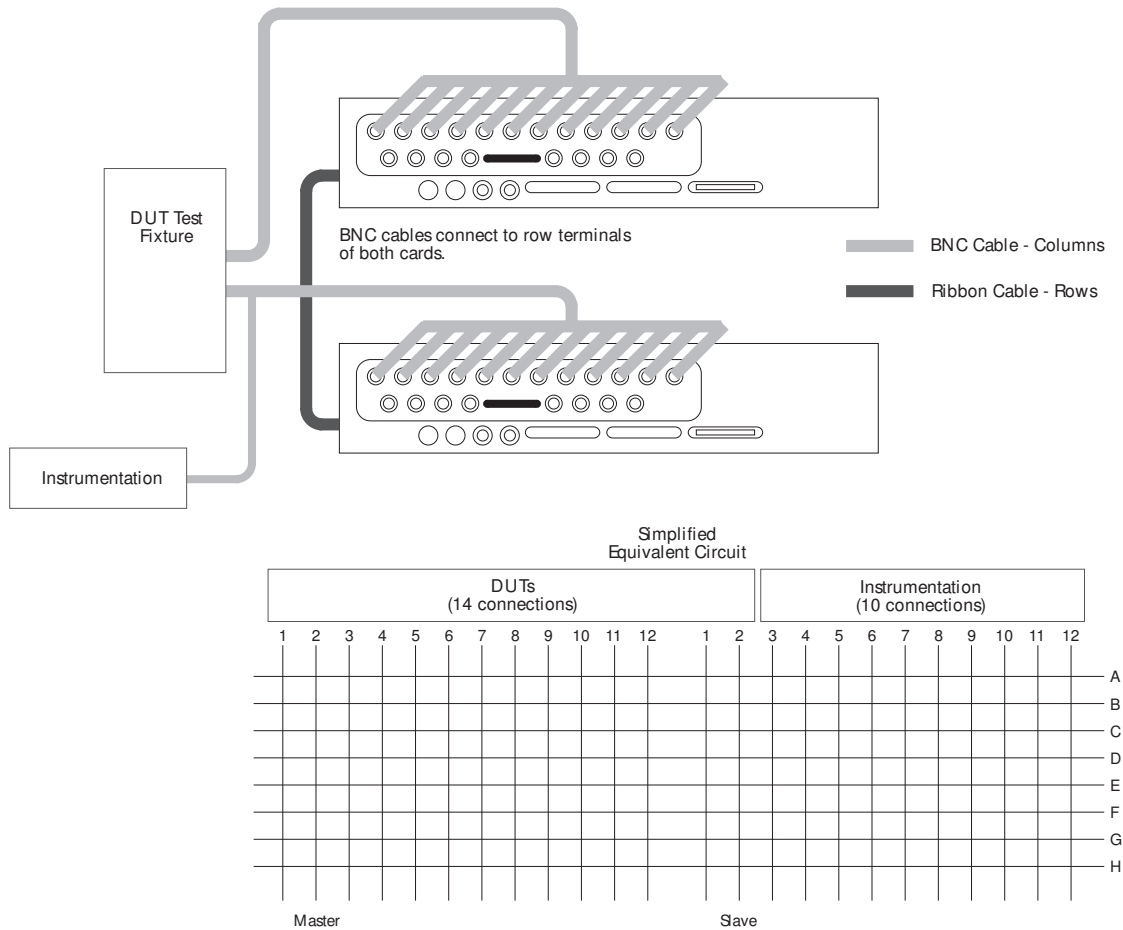 DUT Test
Fixture
BNC cables connect to row terminals
of both cards.
BNC Cable - Columns
Ribbon Cable - Rows
Instrumentation
Simplified
Equivalent Circuit
DUTs
(14 connections)
Instrumentation
(10 connections)
1 2 3 4 5 6 7 8 9 10 11 12 1 2 3 4 5 6 7 8 9 10 11 12
A
B
C
D
E
F
G
H
Master
Slave